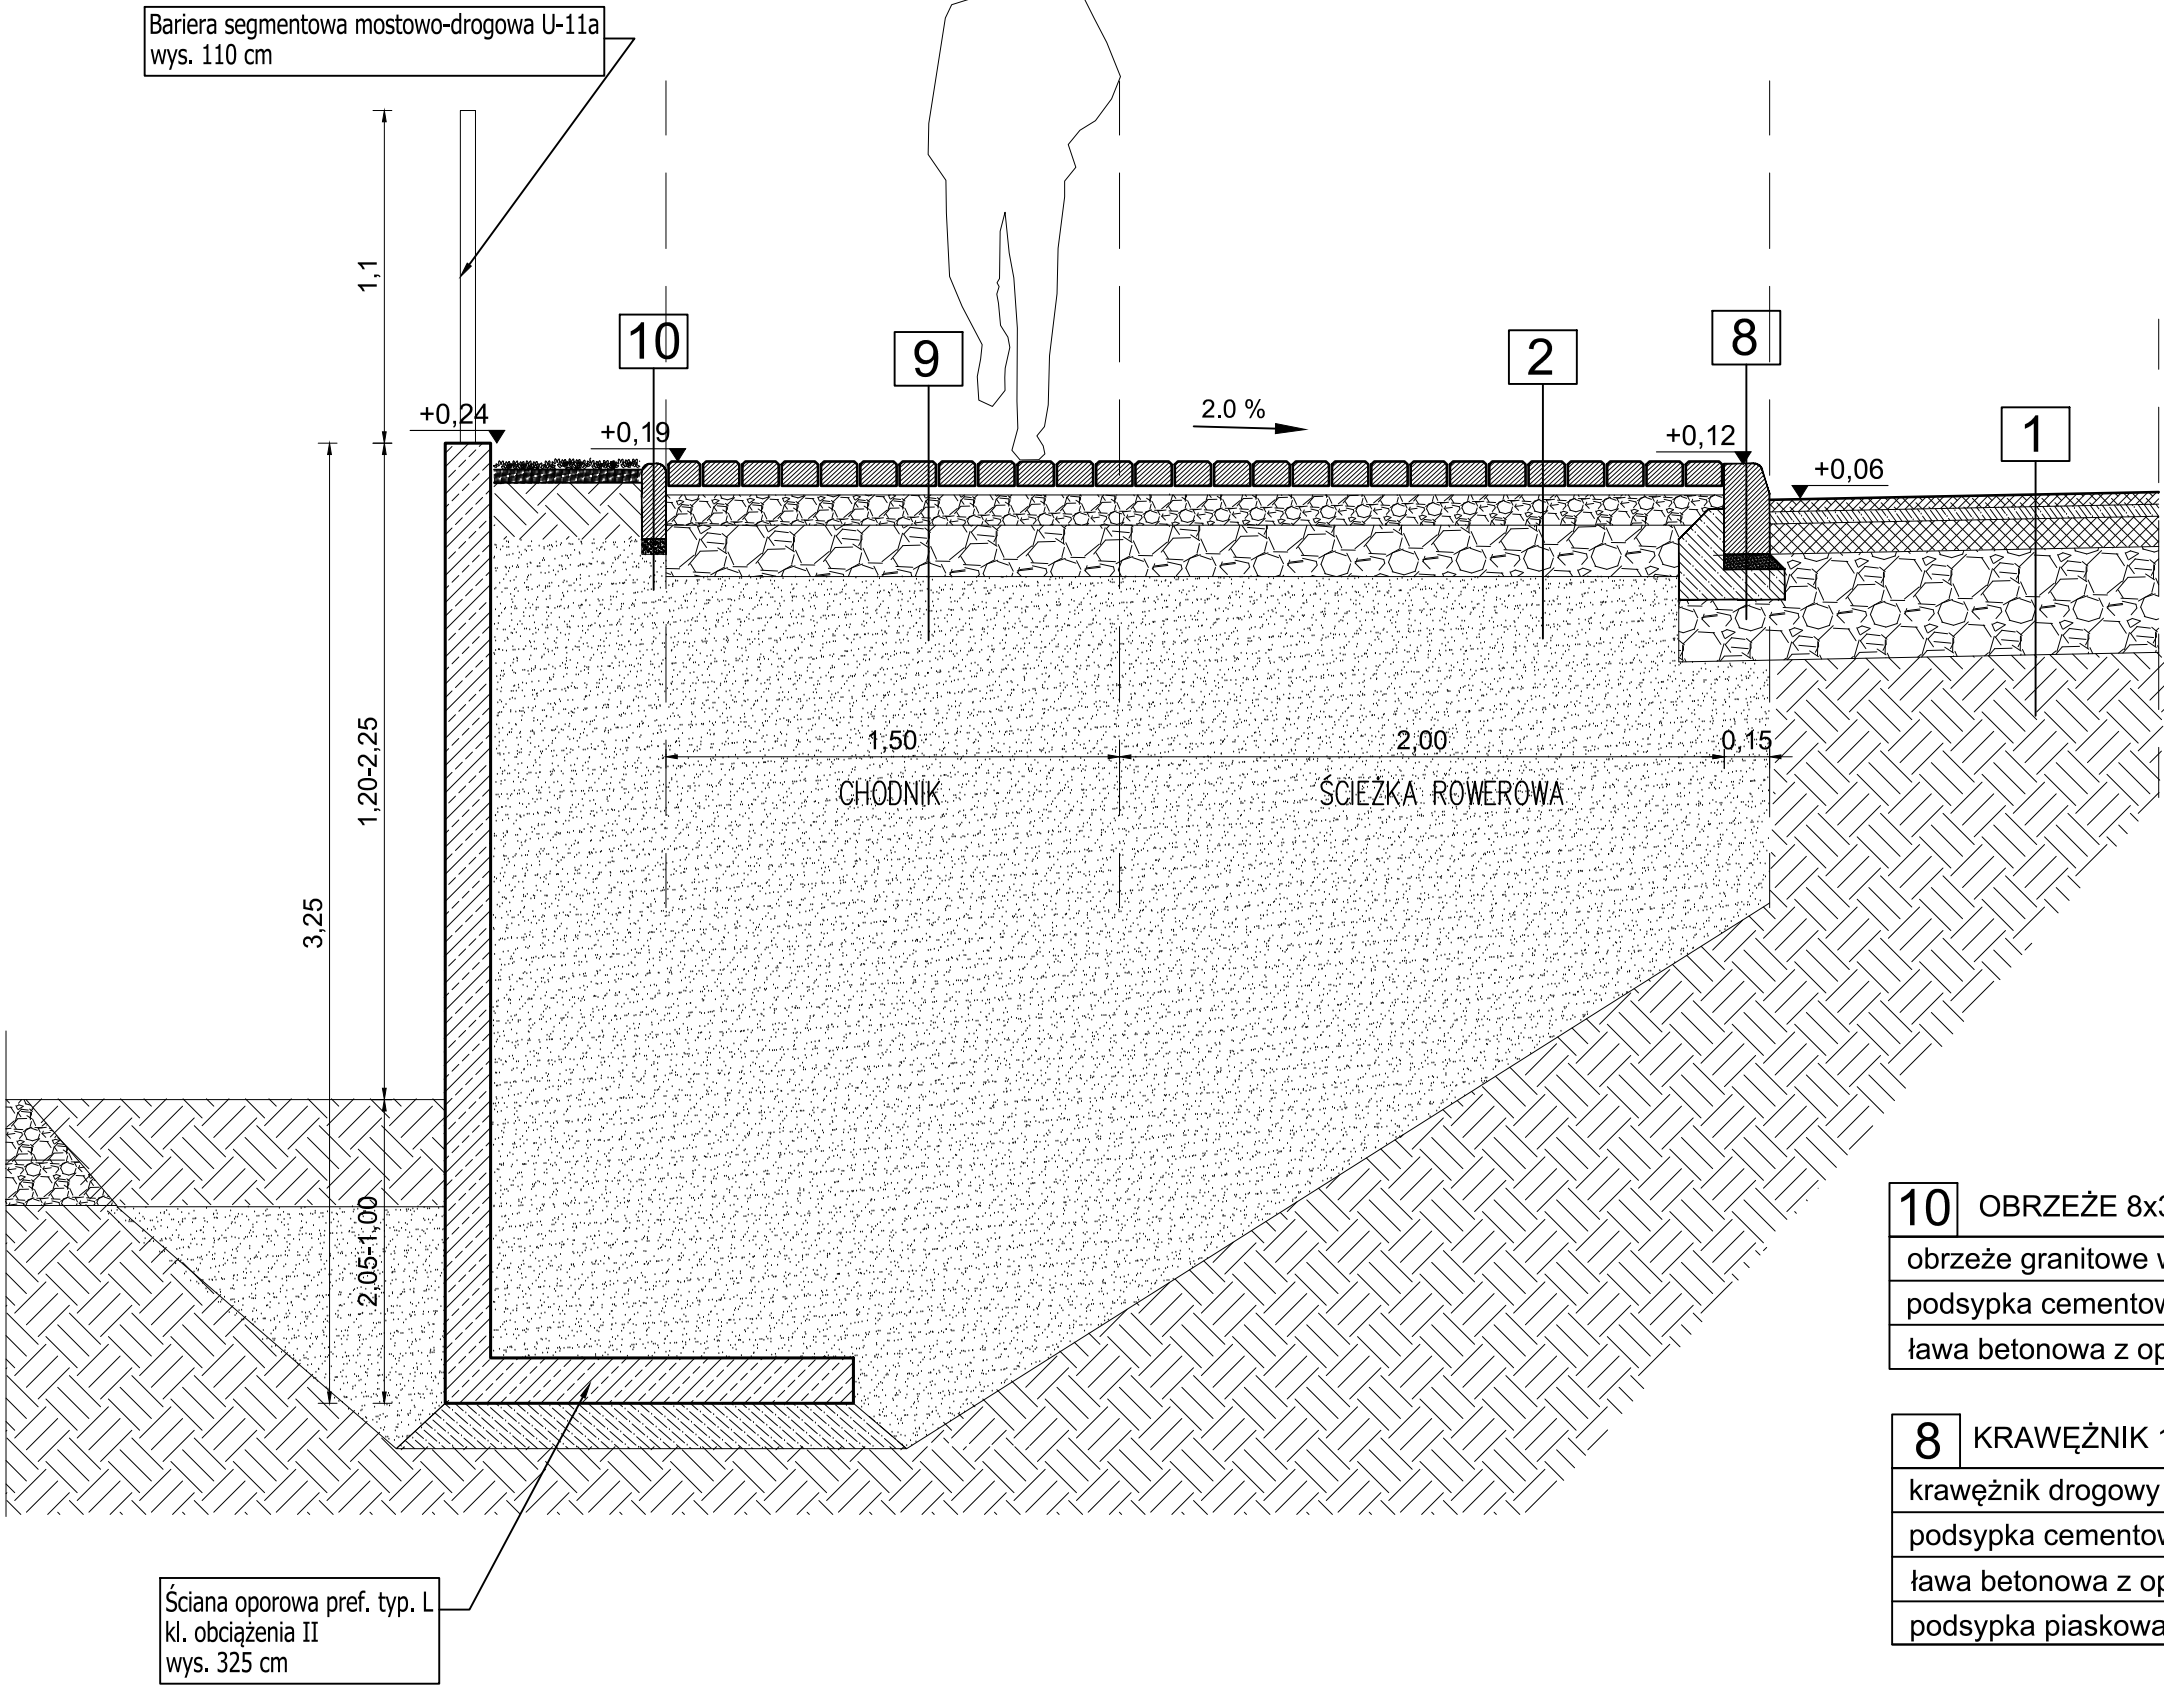 Bariera segmentowa mostowo-drogowa U-11a
wys. 110 cm
1,1
10
9
2
8
1
+0,24
+0,19
2.0 %
+0,12
+0,06
1,20-2,25
3,25
1,50
2,00
0,15
CHODNIK
ŚCIEŻKA ROWEROWA
2,05-1,00
10 OBRZEŻE 8x3
obrzeże granitowe w
podsypka cementow
ława betonowa z op
8 KRAWĘŻNIK 1
krawężnik drogowy
podsypka cementow
ława betonowa z op
podsypka piaskowa
Ściana oporowa pref. typ. L
kl. obciążenia II
wys. 325 cm